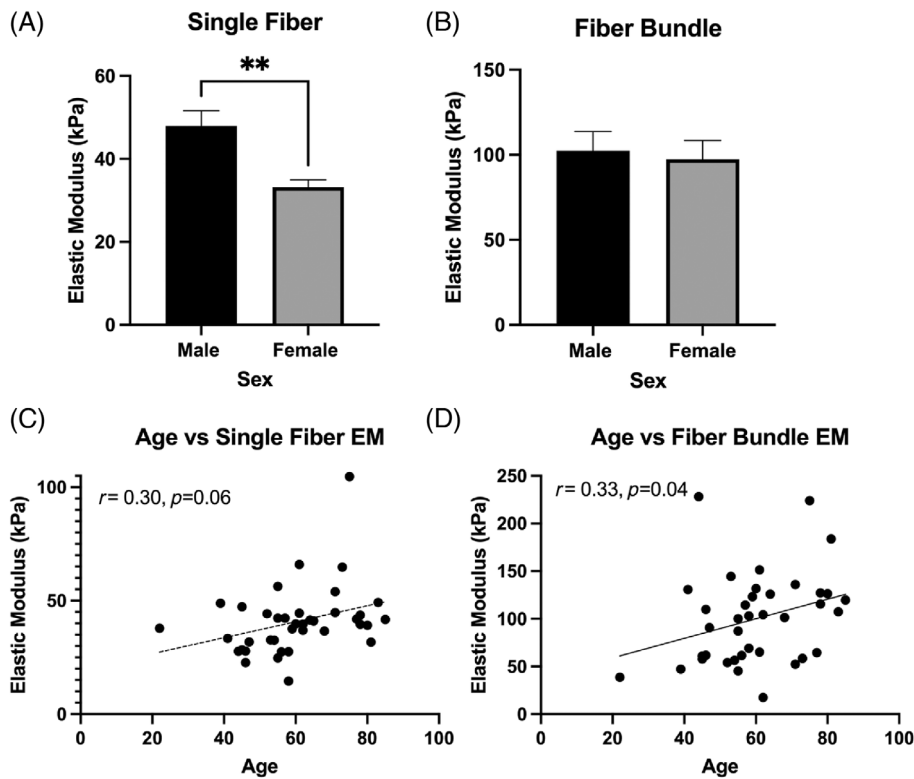 (A)
Single Fiber
**
Elastic Modulus (kPa)
60
40
20
0
Male
Female
Sex
(B)
Fiber Bundle
Elastic Modulus (kPa)
150
100
50
0
Male
Female
Sex
(C)
Age vs Single Fiber EM
r= 0.30, p=0.06
Elastic Modulus (kPa)
100
50
0
0
20
40
60
80
100
Age
(D)
Age vs Fiber Bundle EM
r= 0.33, p=0.04
Elastic Modulus (kPa)
250
200
150
100
50
0
0
20
40
60
80
100
Age